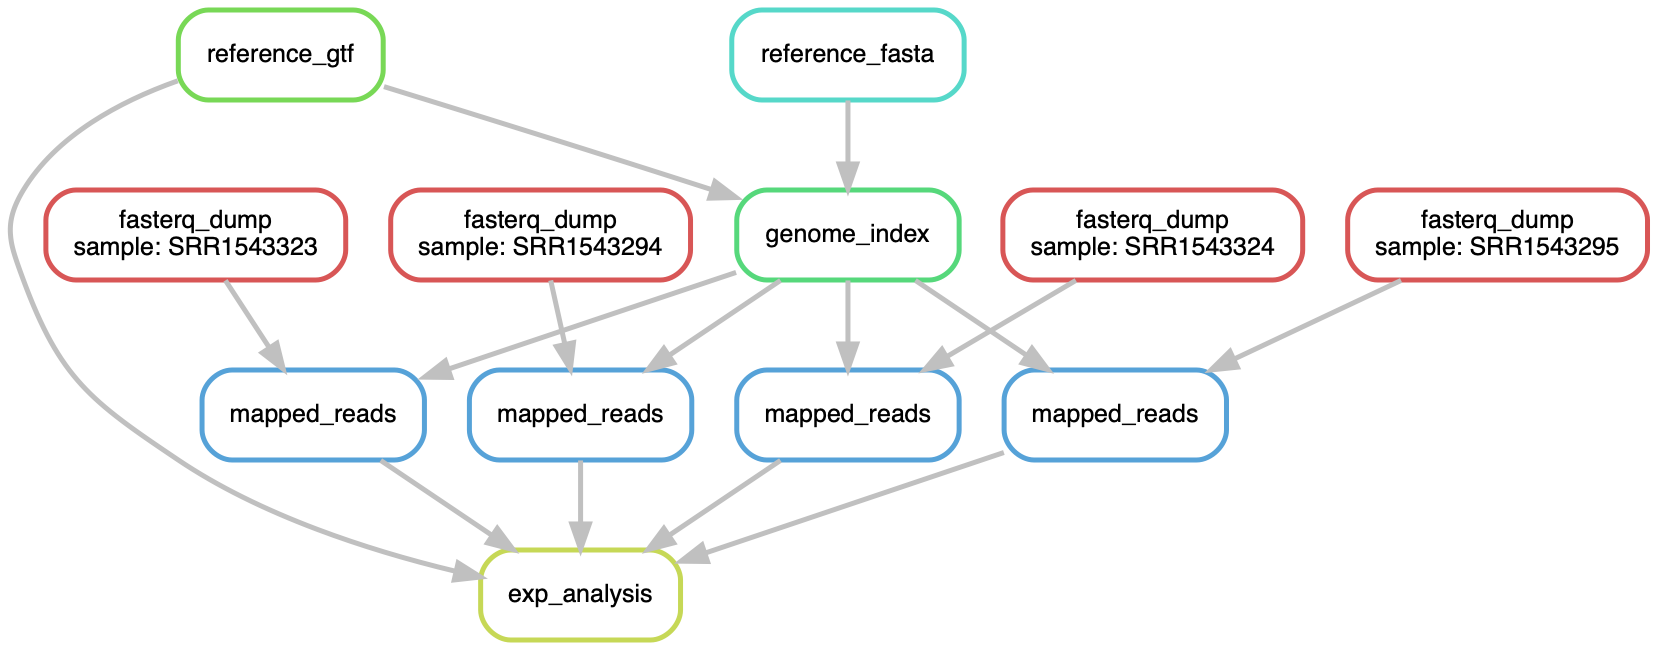 reference_gtf
reference_fasta
fasterq_dump
sample: SRR1543323
fasterq_dump
sample: SRR1543294
genome_index
fasterq_dump
sample: SRR1543324
fasterq_dump
sample: SRR1543295
mapped_reads
mapped_reads
mapped_reads
mapped_reads
exp_analysis